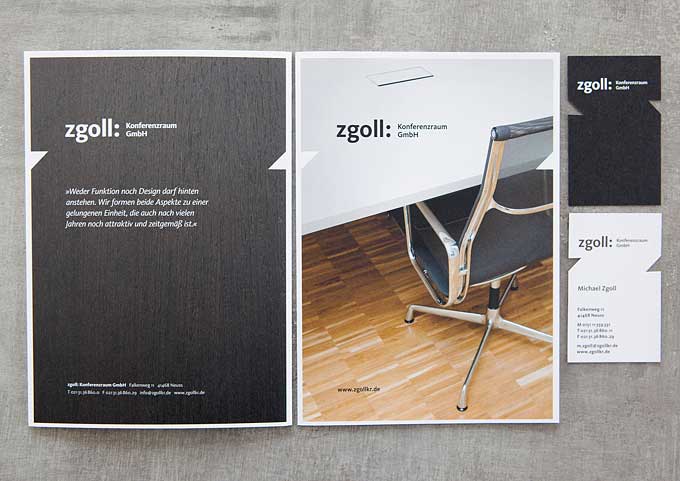 zgoll: Konferenzraum
GmbH
»Weder Funktion noch Design darf hinten
anstehen. Wir formen beide Aspekte zu einer
gelungenen Einheit, die auch nach vielen
Jahren noch attraktiv und zeitgemäß ist.«
zgoll: Konferenzraum GmbH Falkenweg 11 41468 Neuss
T 02131.36 860.11 F 02131.36 860.29 info@zgollkr.de www.zgollkr.de
zgoll: Konferenzraum
GmbH
www.zgollkr.de
zgoll: Konferenzraum
GmbH
zgoll: Konferenzraum
GmbH
Michael Zgoll
Falkenweg 11
41468 Neuss
T 02131.36 860.11
F 02131.36 860.29
m.zgoll@zgollkr.de
www.zgollkr.de